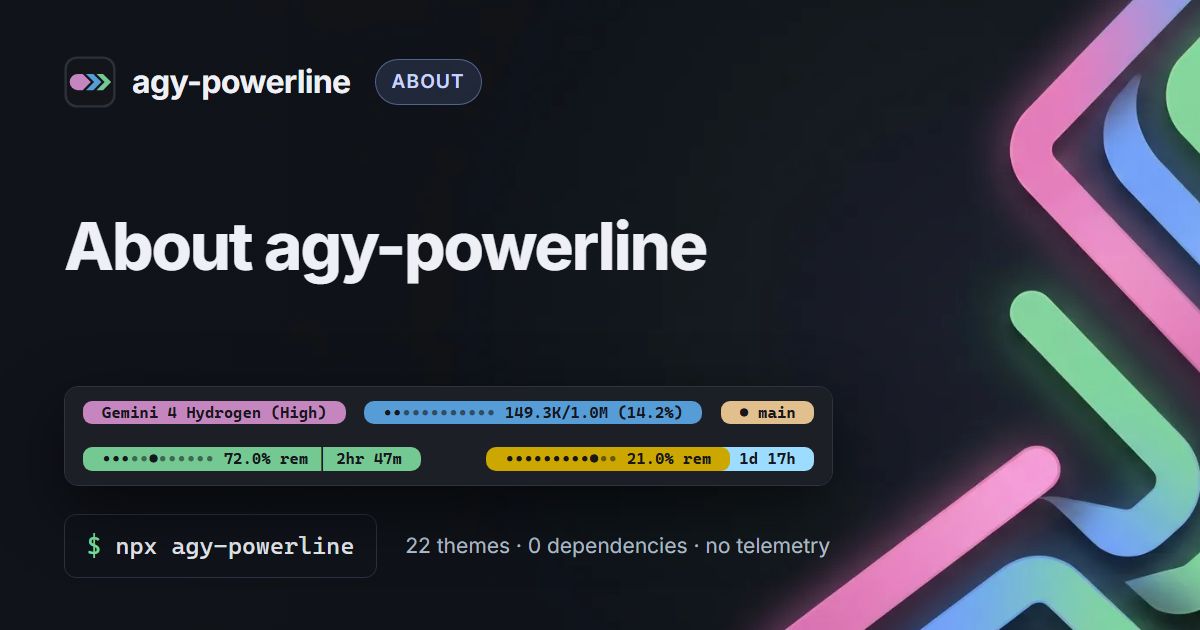 agy-powerline ABOUT
About agy-powerline
Gemini 4 Hydrogen (High) 149.3K/1.0M (14.2%) ● main
72.0% rem 2hr 47m 21.0% rem 1d 17h
$ npx agy-powerline 22 themes · 0 dependencies · no telemetry